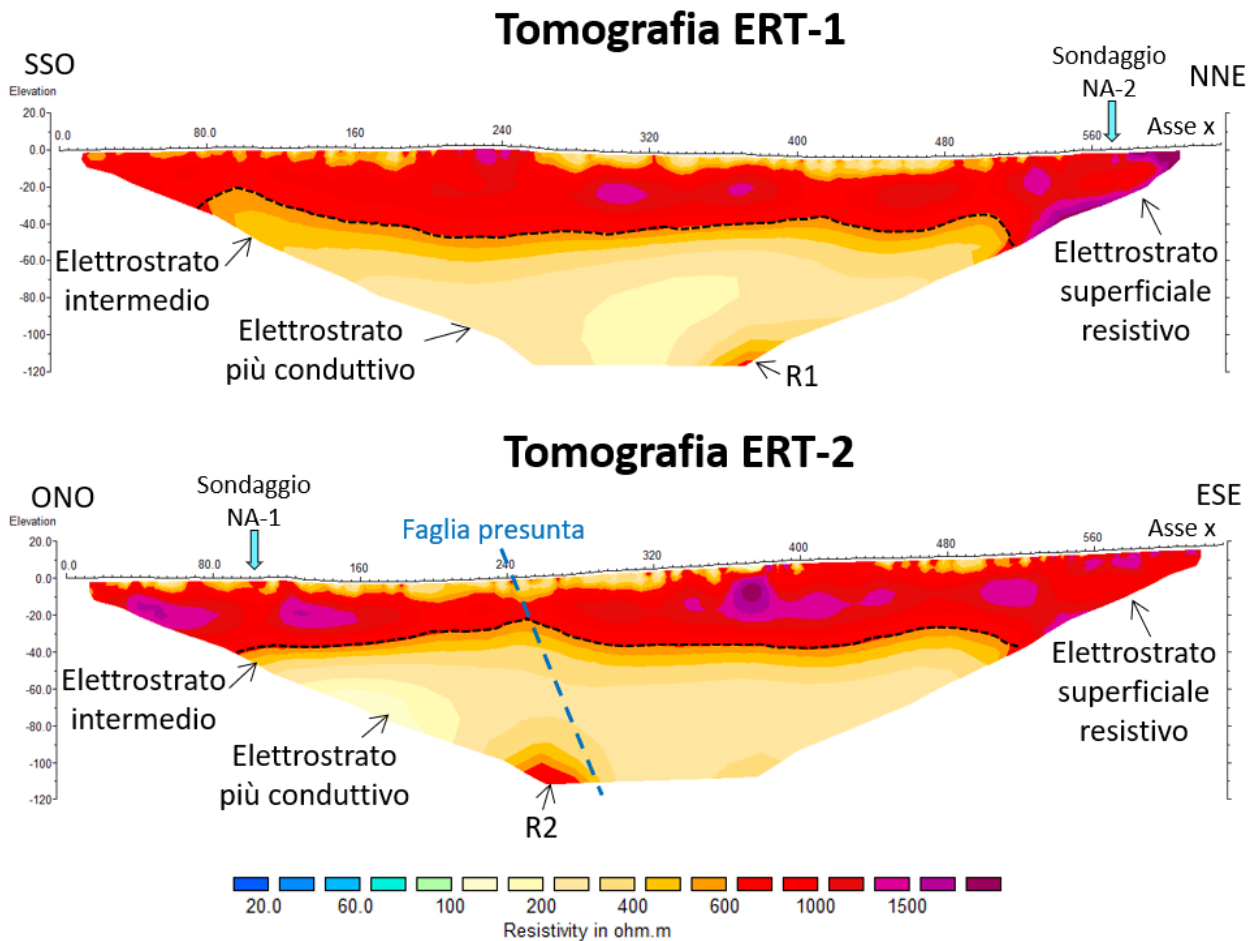 Tomografia ERT-1
SSO
Sondaggio
NA-2
NNE
Elevation
Asse x
20.0
0.0
-20.0
-40.0
-60.0
-80.0
-100.0
-120
0.0
80.0
160
240
320
400
480
560
Elettrostrato
intermedio
Elettrostrato
più conduttivo
R1
Elettrostrato
superficiale
resistivo
Tomografia ERT-2
ONO
Sondaggio
NA-1
Faglia presunta
ESE
Elevation
Asse x
20.0
0.0
-20.0
-40.0
-60.0
-80.0
-100.0
-120
0.0
80.0
160
240
320
400
480
560
Elettrostrato
intermedio
Elettrostrato
più conduttivo
R2
Elettrostrato
superficiale
resistivo
20.0 60.0 100 200 400 600 1000 1500
Resistivity in ohm.m